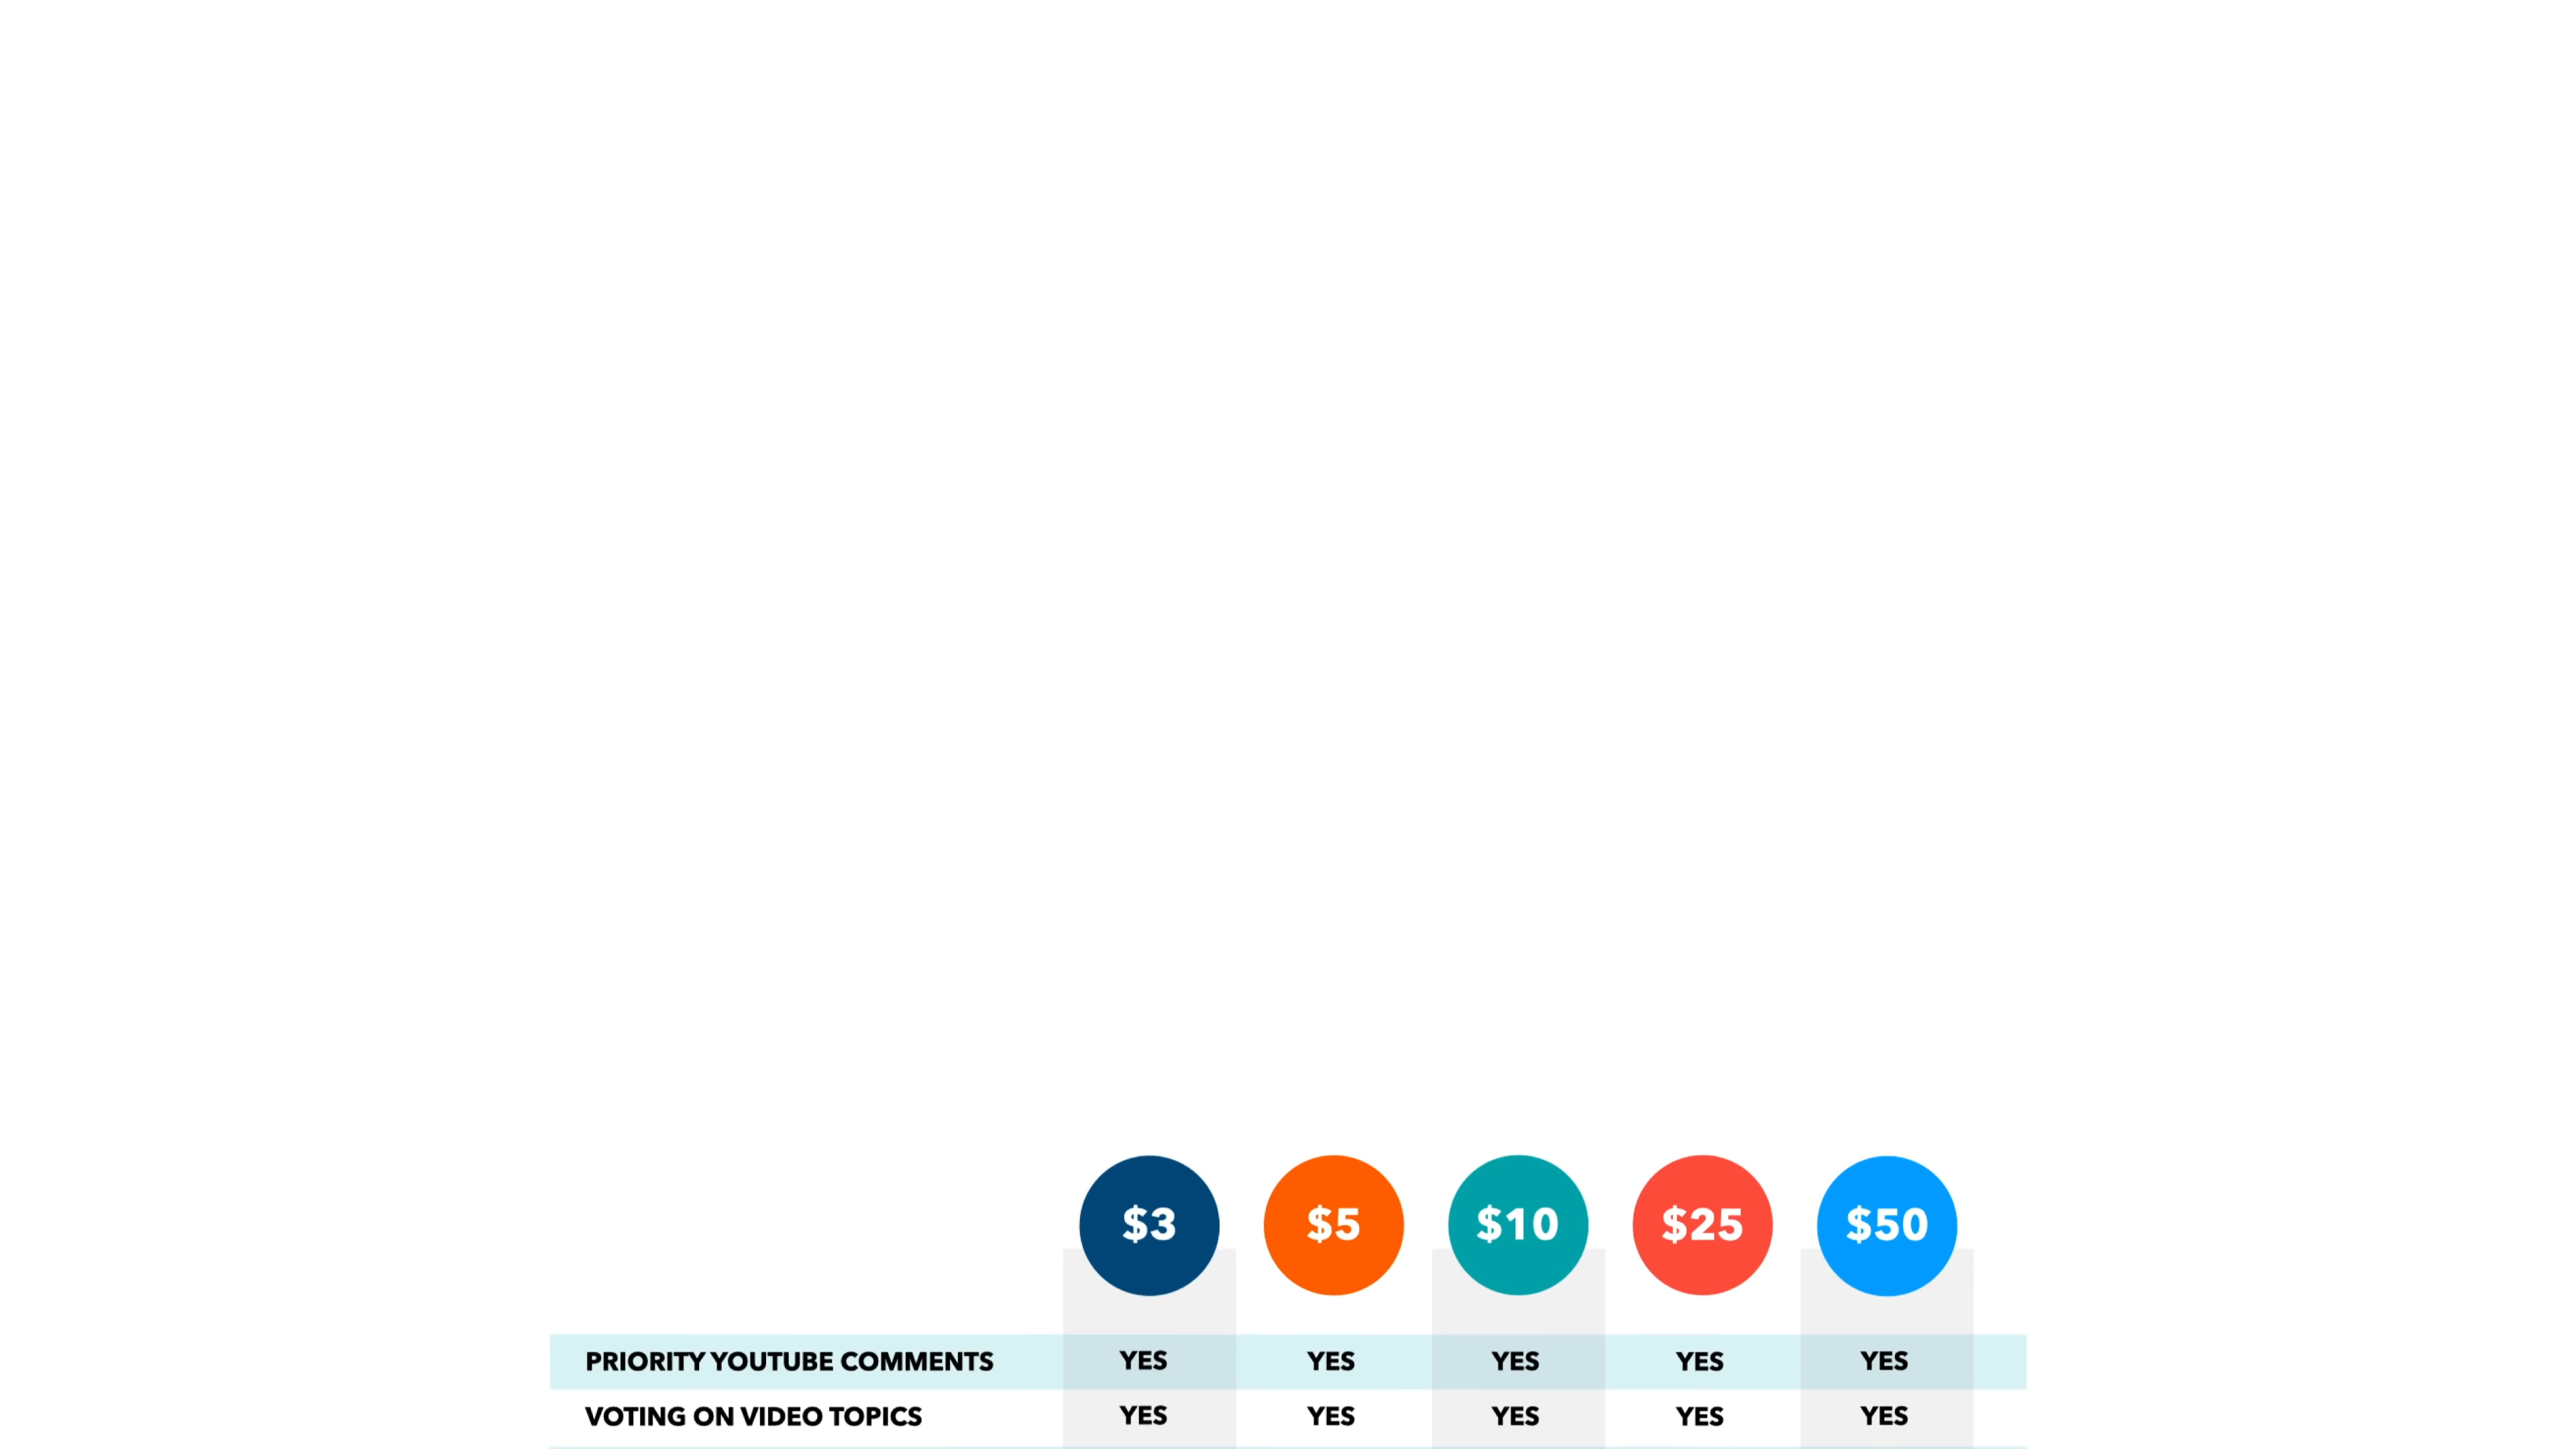 $3 $5 $10 $25 $50
PRIORITY YOUTUBE COMMENTS YES YES YES YES YES
VOTING ON VIDEO TOPICS YES YES YES YES YES